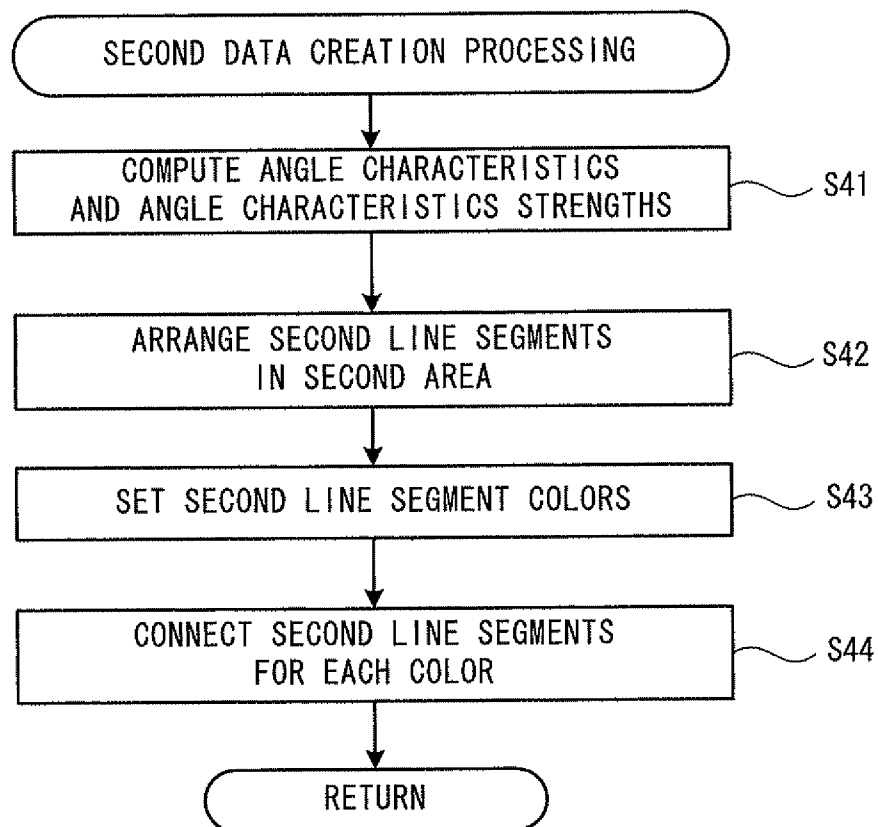 SECOND DATA CREATION PROCESSING
COMPUTE ANGLE CHARACTERISTICS
AND ANGLE CHARACTERISTICS STRENGTHS
S41
ARRANGE SECOND LINE SEGMENTS
IN SECOND AREA
S42
SET SECOND LINE SEGMENT COLORS
S43
CONNECT SECOND LINE SEGMENTS
FOR EACH COLOR
S44
RETURN